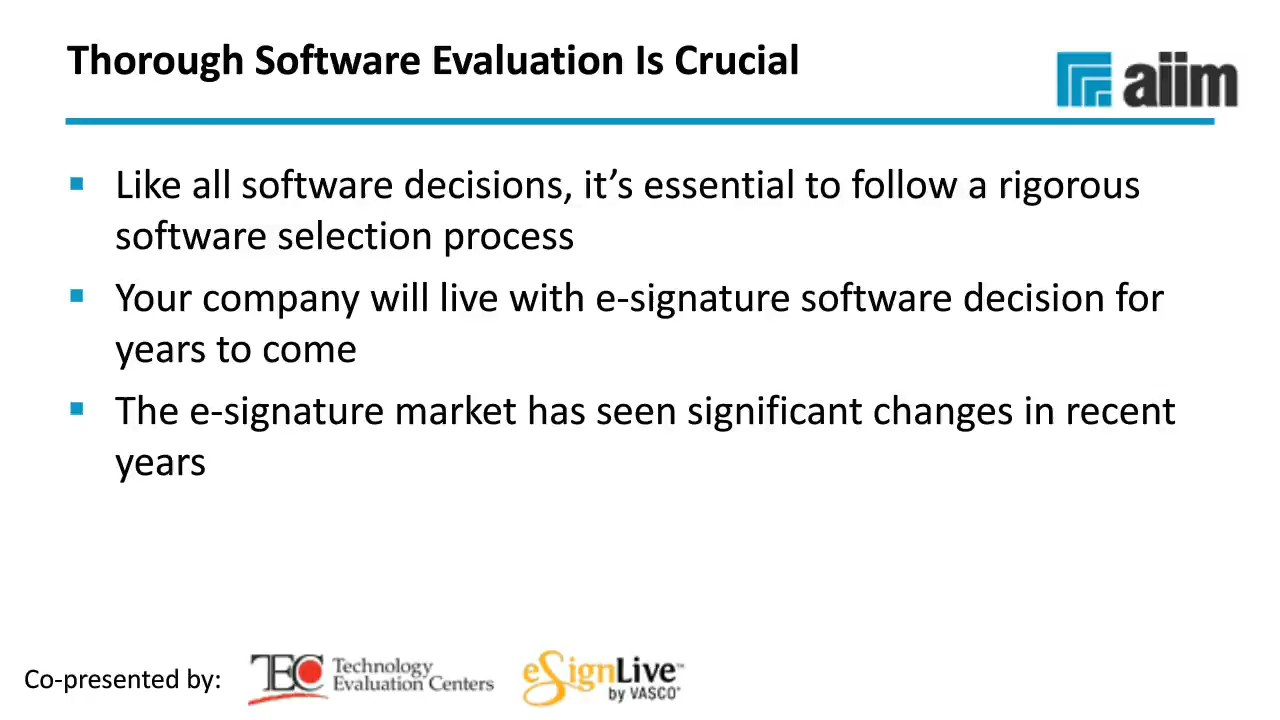 Thorough Software Evaluation Is Crucial
aiim
Like all software decisions, it’s essential to follow a rigorous
software selection process
Your company will live with e-signature software decision for
years to come
The e-signature market has seen significant changes in recent
years
Co-presented by:
TEC Technology
Evaluation Centers
eSignLive™
by VASCO®